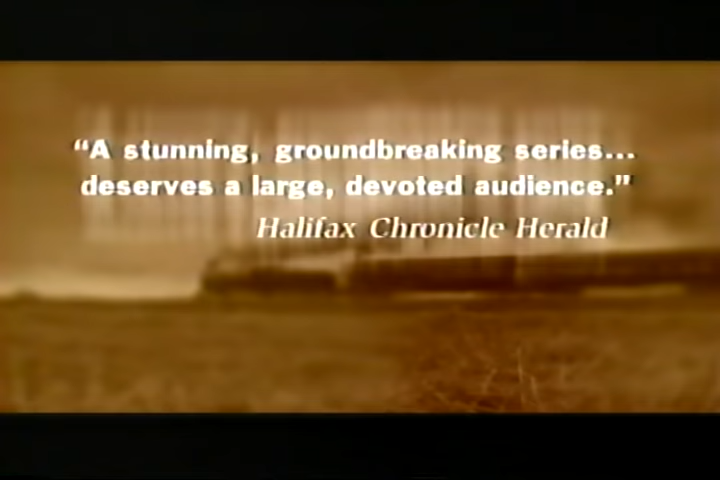 “A stunning, groundbreaking series...
deserves a large, devoted audience.”
Halifax Chronicle Herald